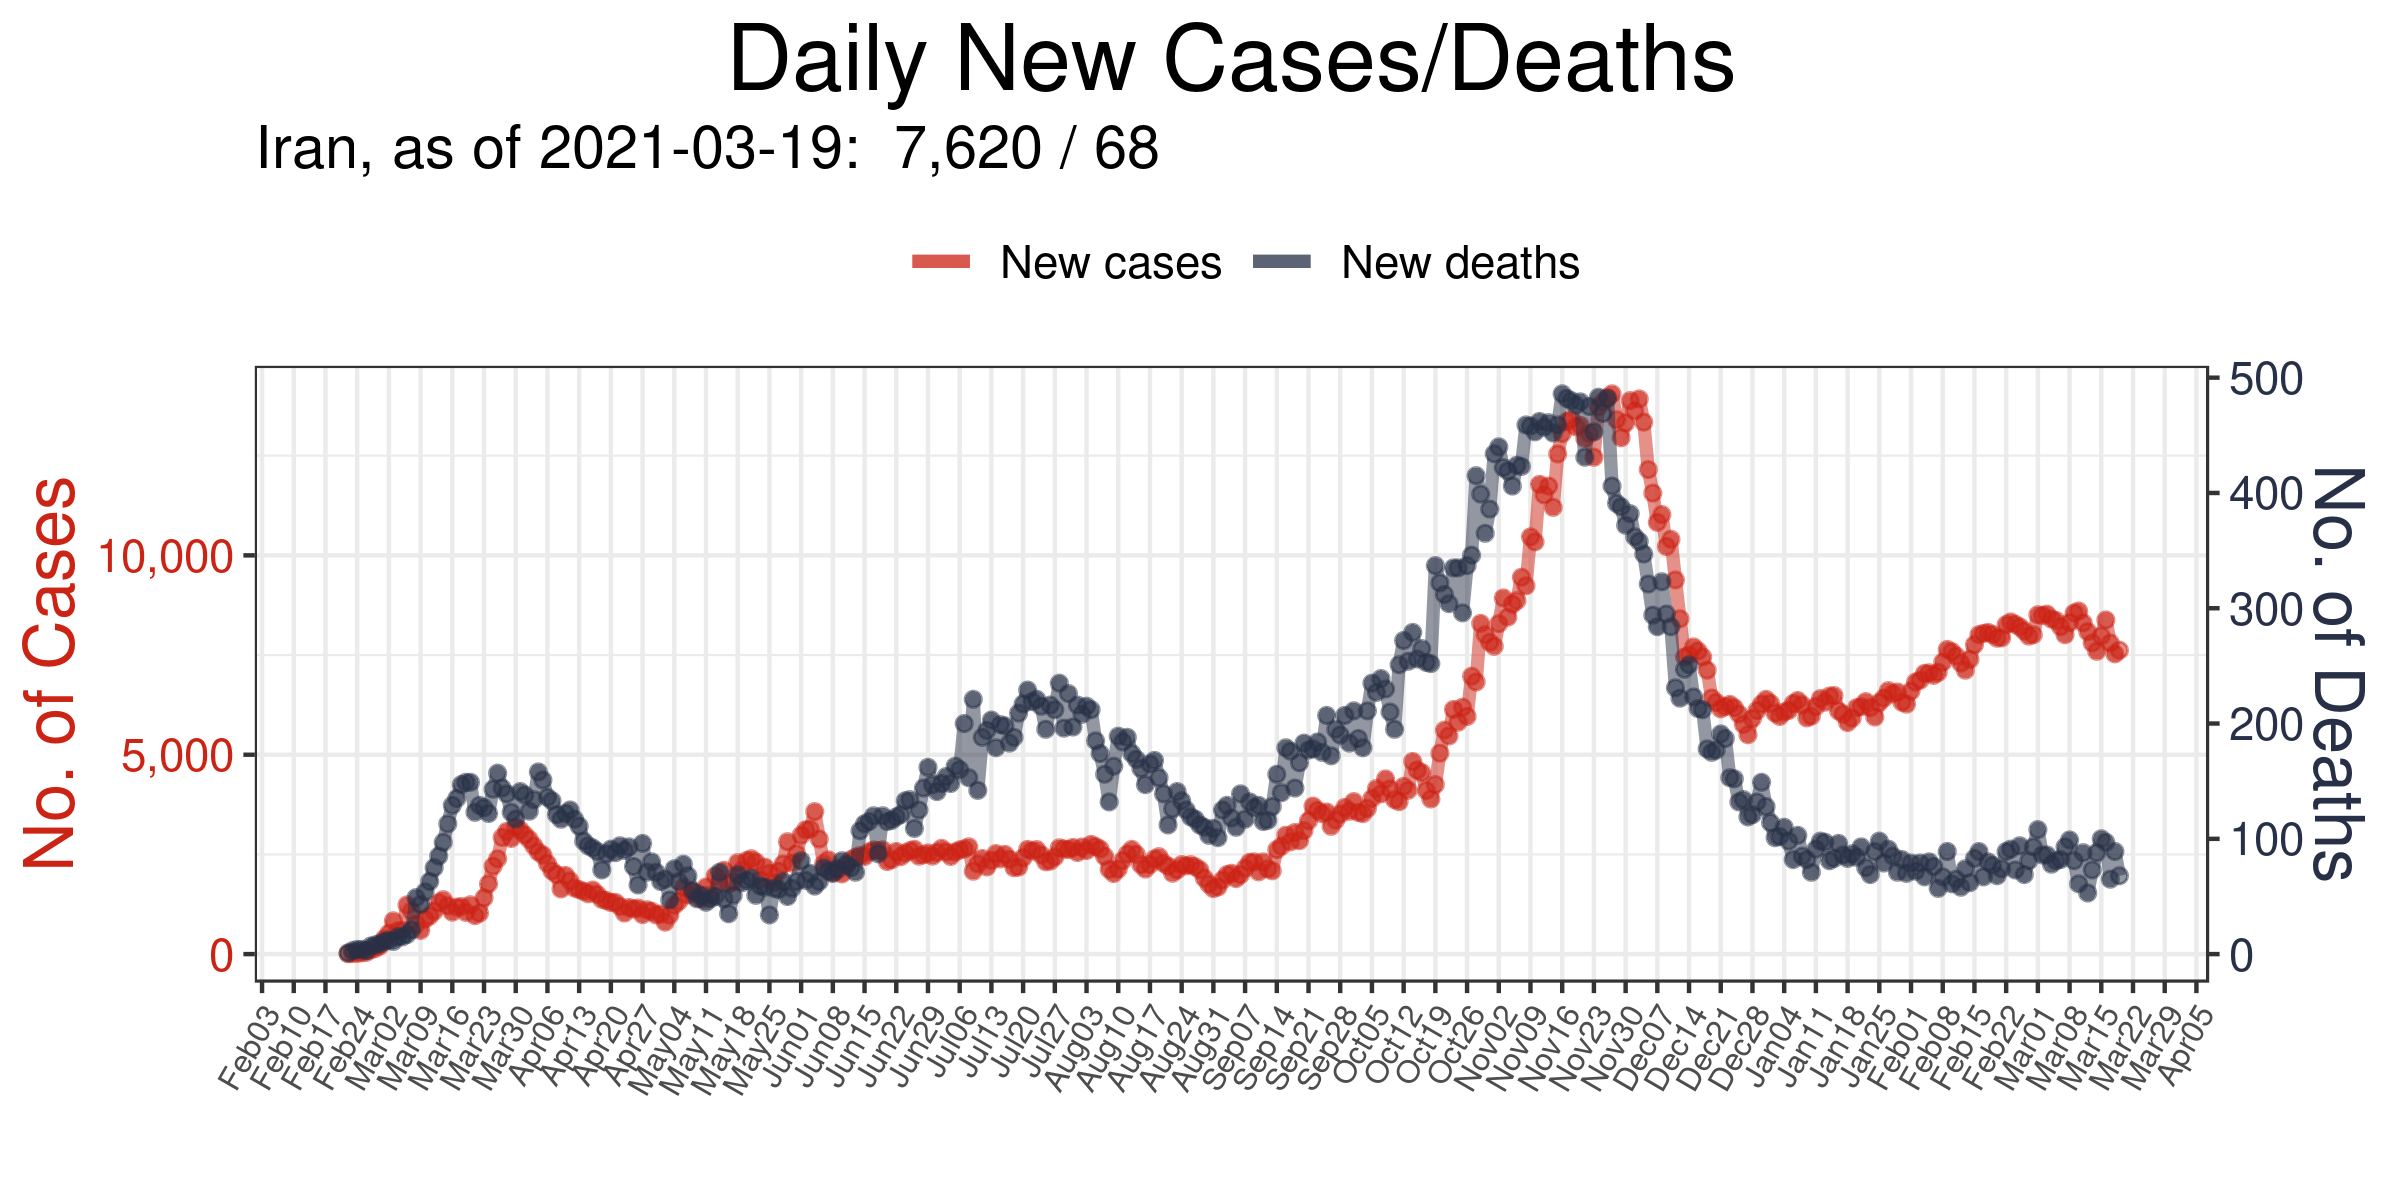 Daily New Cases/Deaths
Iran, as of 2021-03-19:  7,620 / 68
New cases
New deaths
No. of Cases
10,000
5,000
0
500
400
300
200
100
0
No. of Deaths
Feb03
Feb10
Feb17
Feb24
Mar02
Mar09
Mar16
Mar23
Mar30
Apr06
Apr13
Apr20
Apr27
May04
May11
May18
May25
Jun01
Jun08
Jun15
Jun22
Jun29
Jul06
Jul13
Jul20
Jul27
Aug03
Aug10
Aug17
Aug24
Aug31
Sep07
Sep14
Sep21
Sep28
Oct05
Oct12
Oct19
Oct26
Nov02
Nov09
Nov16
Nov23
Nov30
Dec07
Dec14
Dec21
Dec28
Jan04
Jan11
Jan18
Jan25
Feb01
Feb08
Feb15
Feb22
Mar01
Mar08
Mar15
Mar22
Mar29
Apr05